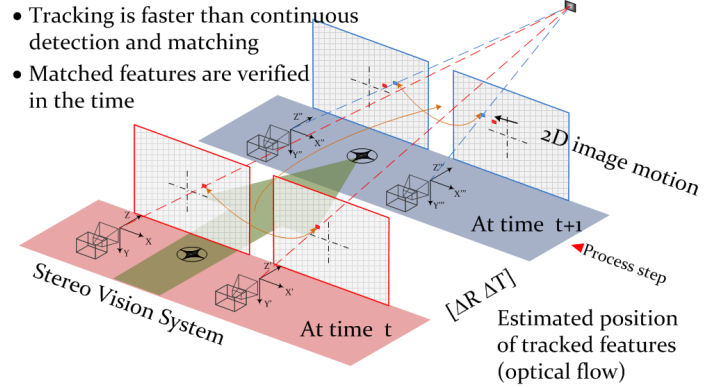 • Tracking is faster than continuous
detection and matching
• Matched features are verified
in the time
Z''
X''
Y''
2D image motion
Z'''
X'''
Y'''
At time t+1
Process step
Z
X
Y
Z'
X'
Y'
Stereo Vision System
At time t
[ΔR ΔT]
Estimated position
of tracked features
(optical flow)